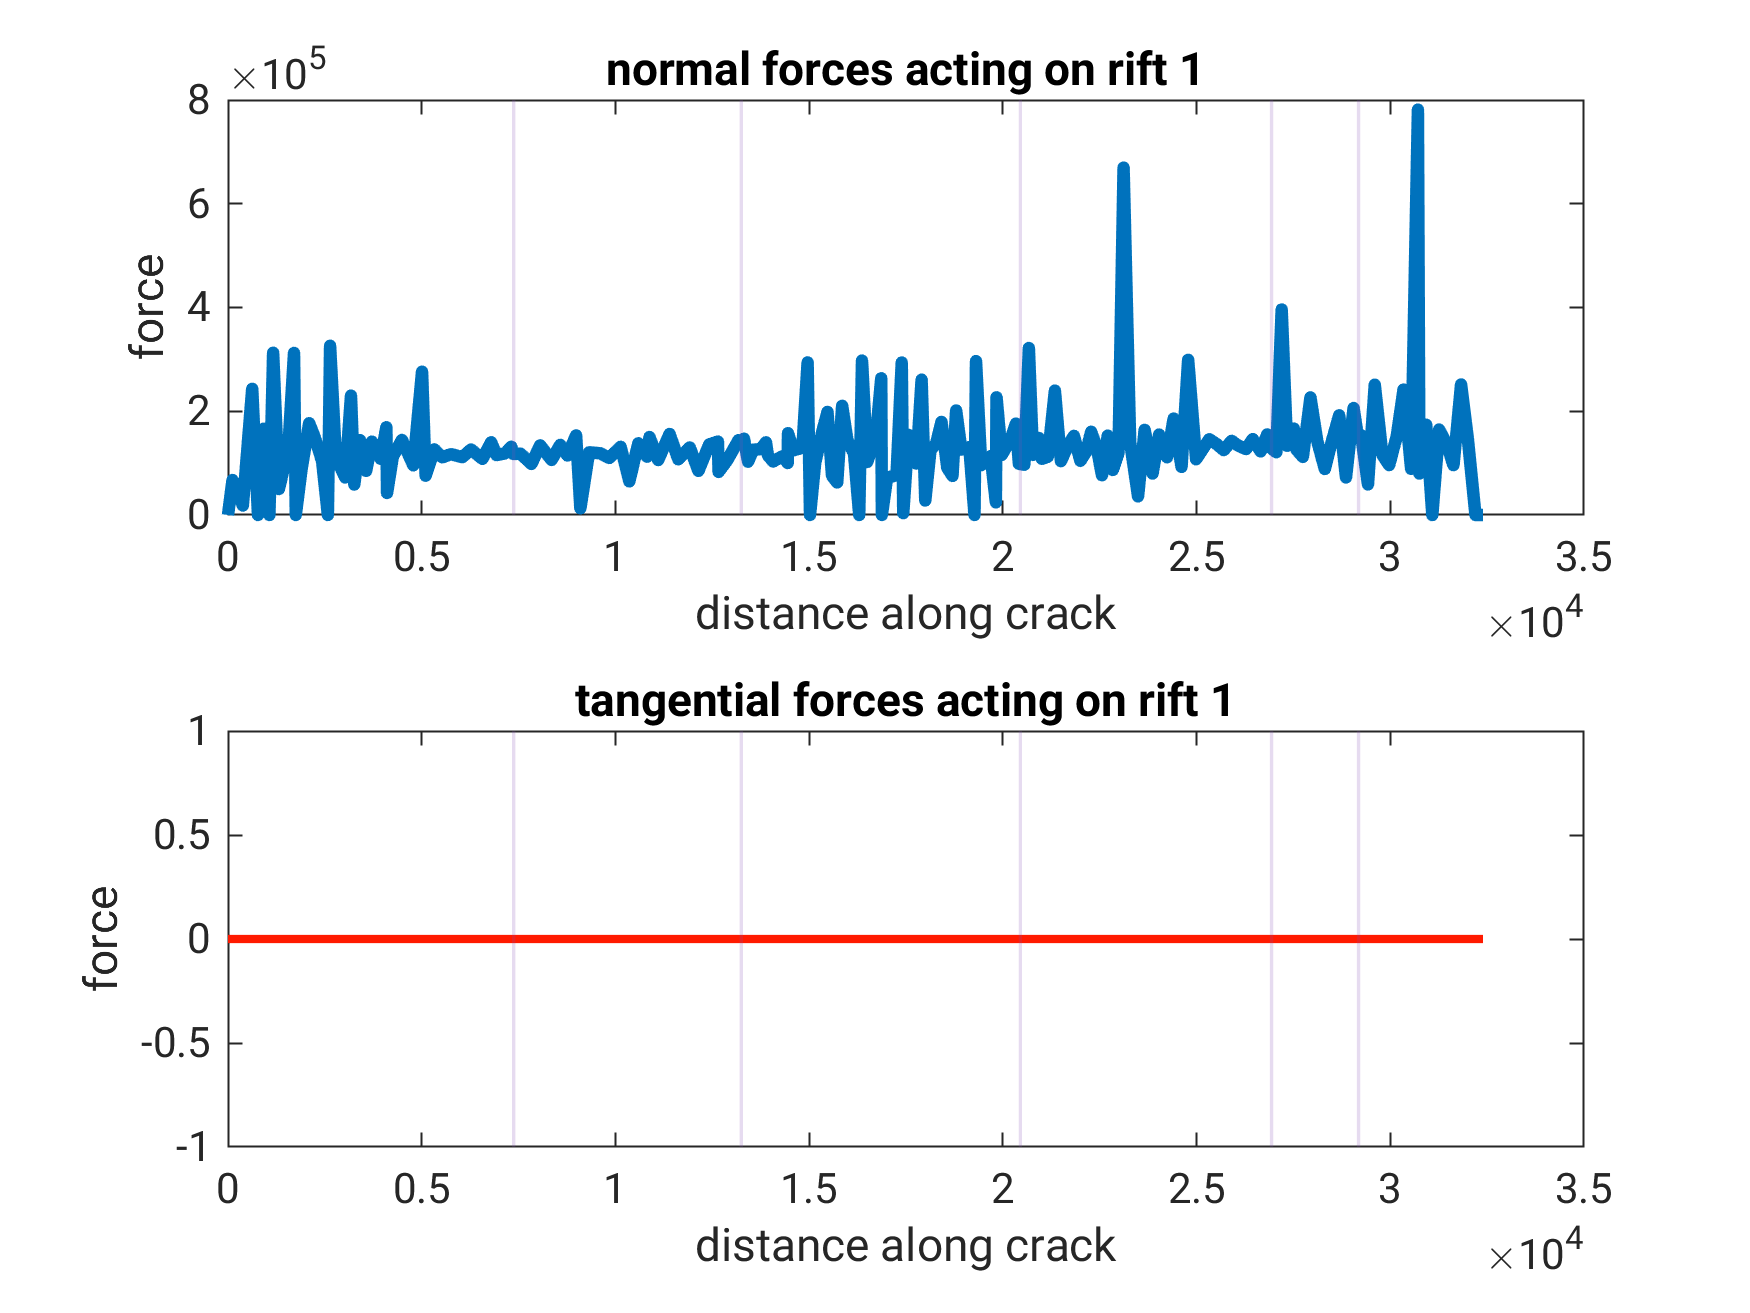 ×10^5
normal forces acting on rift 1
8
6
4
2
0
force
0 0.5 1 1.5 2 2.5 3 3.5
distance along crack
×10^4
tangential forces acting on rift 1
1
0.5
0
-0.5
-1
force
0 0.5 1 1.5 2 2.5 3 3.5
distance along crack
×10^4